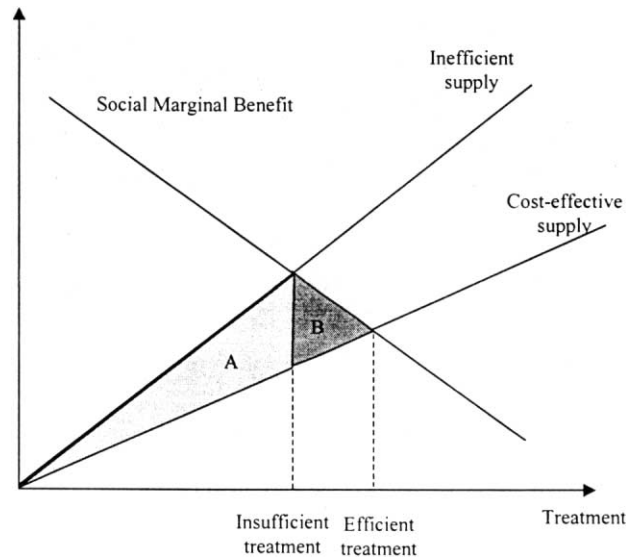 Inefficient
supply
Social Marginal Benefit
Cost-effective
supply
B
A
Treatment
Insufficient
treatment
Efficient
treatment